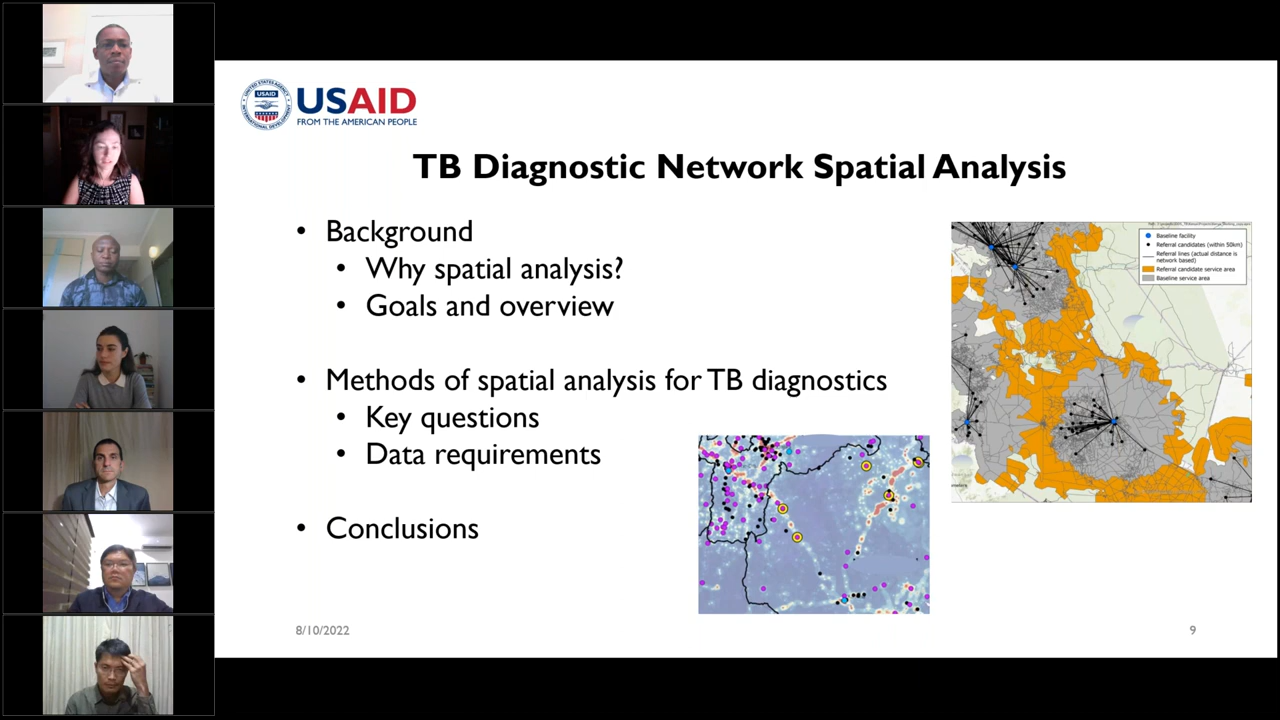 USAID
FROM THE AMERICAN PEOPLE
TB Diagnostic Network Spatial Analysis
• Background
• Why spatial analysis?
• Goals and overview
• Methods of spatial analysis for TB diagnostics
• Key questions
• Data requirements
• Conclusions
Baseline facility
Referral candidates (within 50km)
Referral lines (actual distance is
network based)
Referral candidate service area
Baseline service area
8/10/2022
9